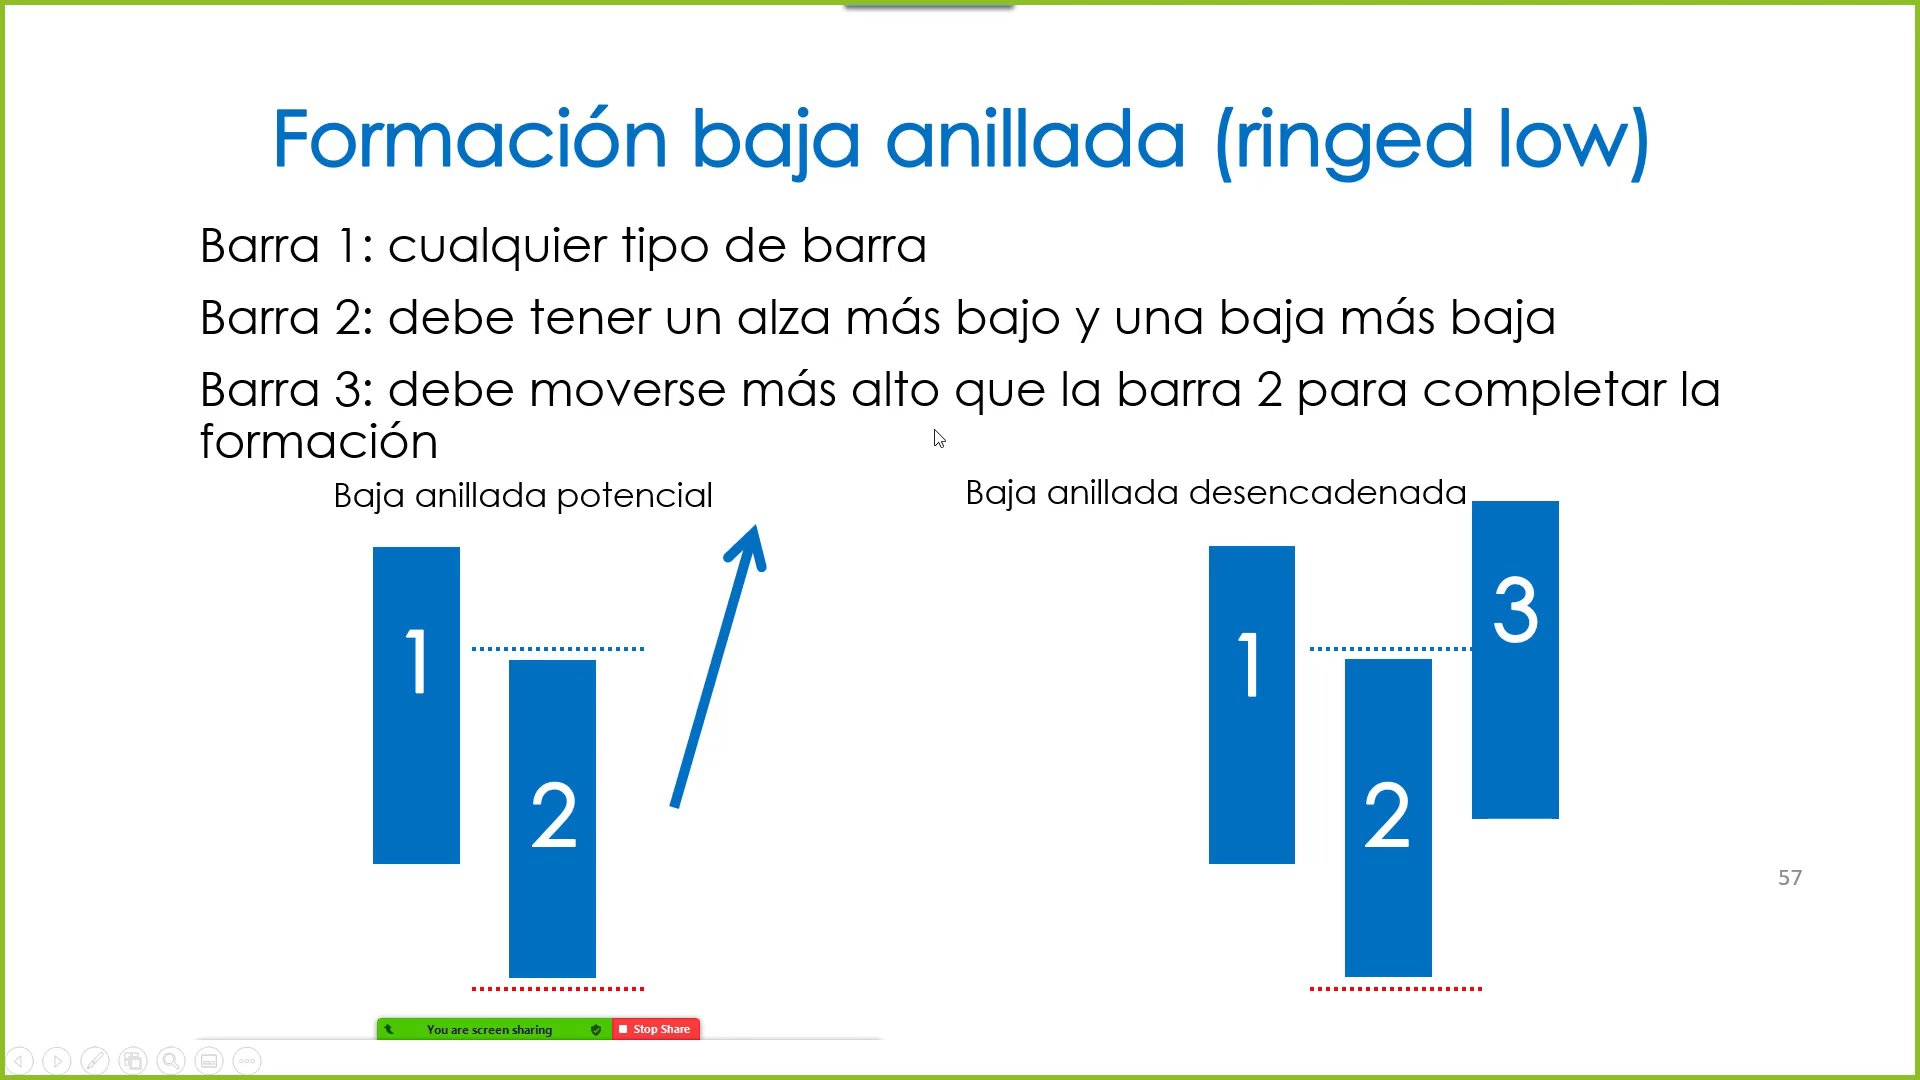 Formación baja anillada (ringed low)
Barra 1: cualquier tipo de barra
Barra 2: debe tener un alza más bajo y una baja más baja
Barra 3: debe moverse más alto que la barra 2 para completar la
formación
Baja anillada potencial
Baja anillada desencadenada
1
2
1
2
3
57
You are screen sharing
Stop Share